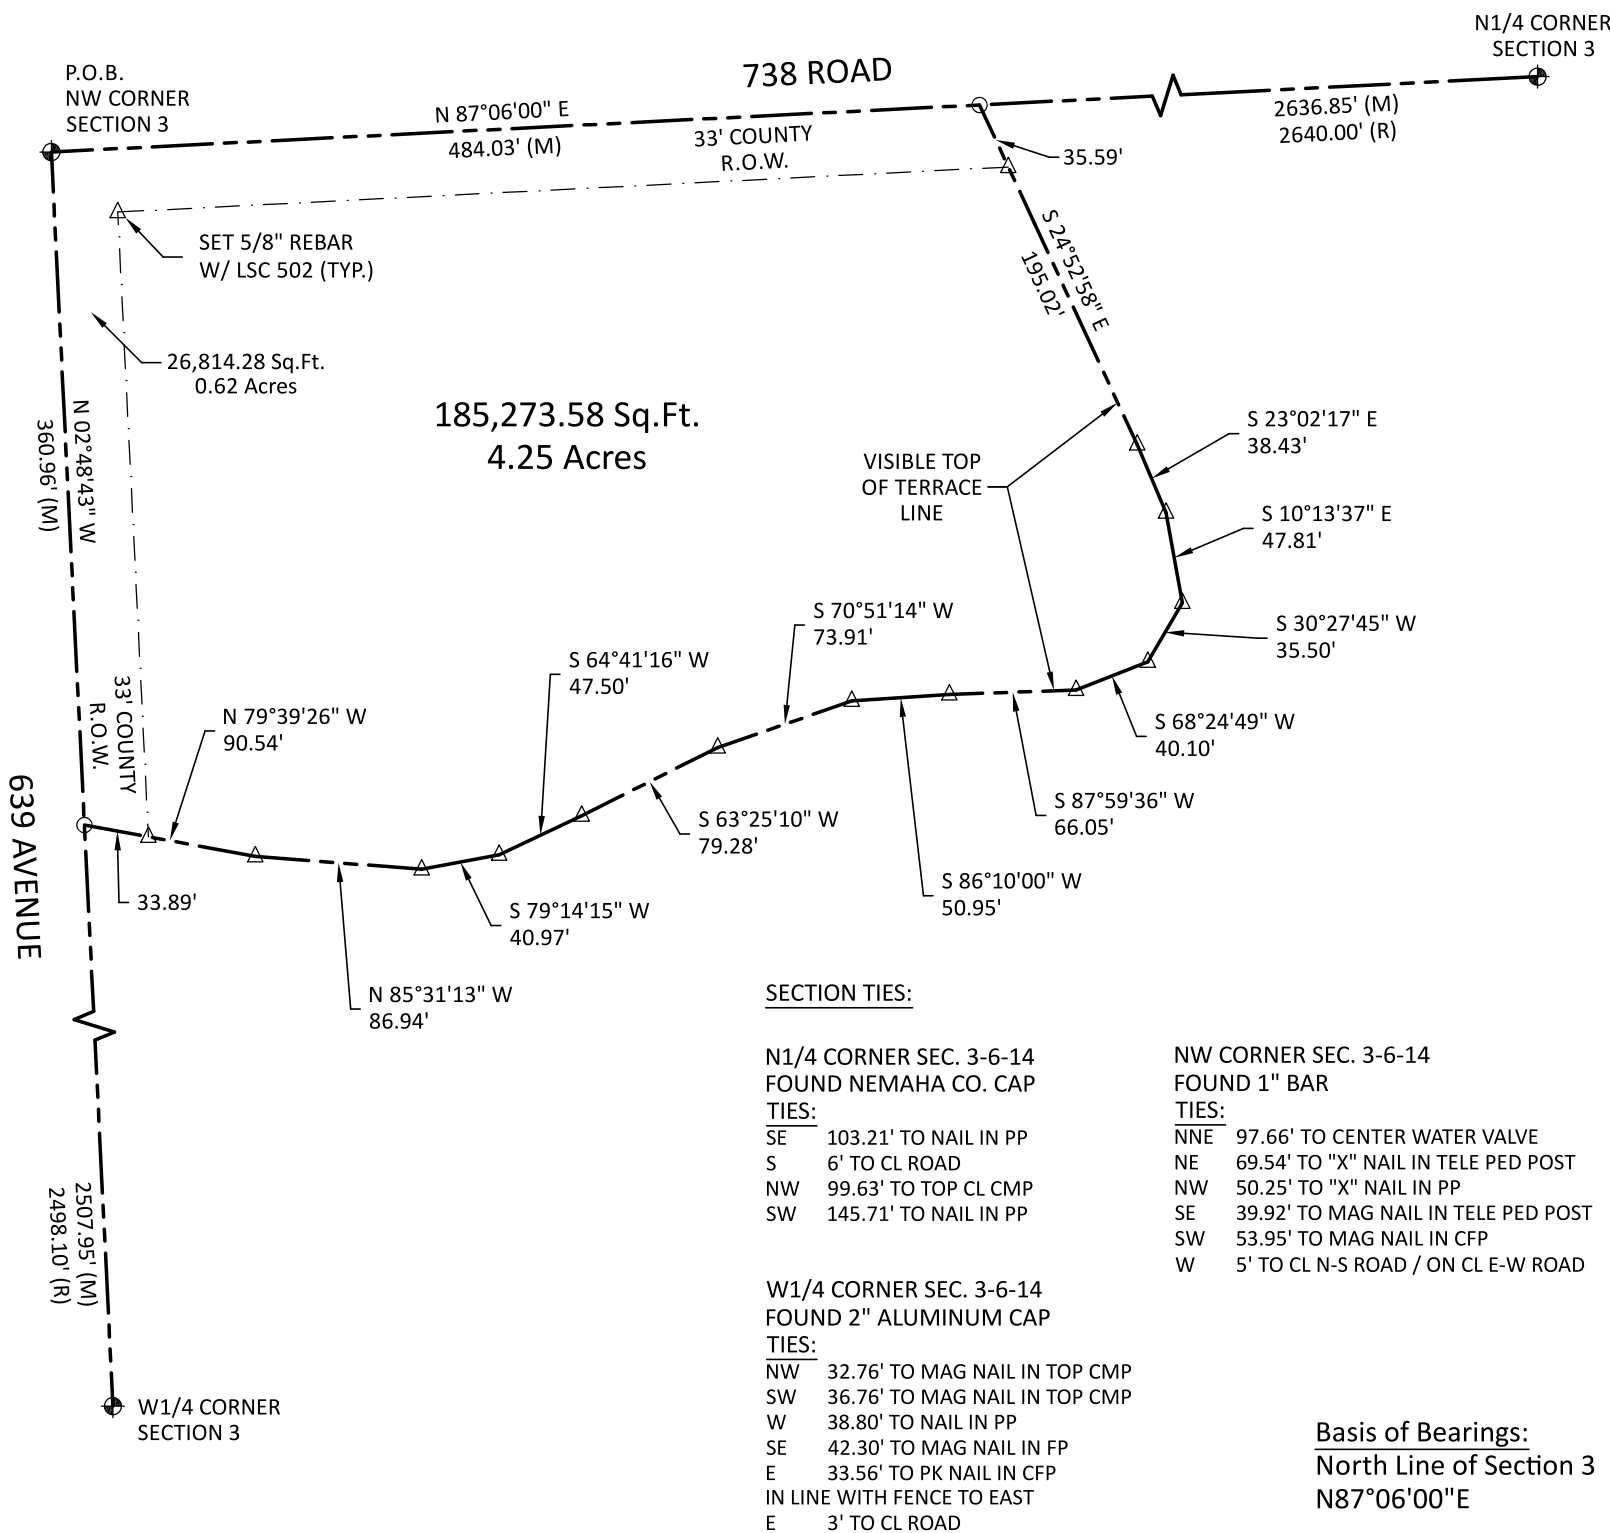 N1/4 CORNER
SECTION 3
P.O.B.
NW CORNER
SECTION 3
738 ROAD
N 87°06'00" E
484.03' (M)
33' COUNTY
R.O.W.
2636.85' (M)
2640.00' (R)
35.59'
SET 5/8" REBAR
W/ LSC 502 (TYP.)
S 24°52'58" E
195.02'
26,814.28 Sq.Ft.
0.62 Acres
185,273.58 Sq.Ft.
4.25 Acres
N 02°48'43" W
360.96' (M)
VISIBLE TOP
OF TERRACE
LINE
S 23°02'17" E
38.43'
S 10°13'37" E
47.81'
S 30°27'45" W
35.50'
S 70°51'14" W
73.91'
S 64°41'16" W
47.50'
33' COUNTY
R.O.W.
N 79°39'26" W
90.54'
S 68°24'49" W
40.10'
S 87°59'36" W
66.05'
S 63°25'10" W
79.28'
639 AVENUE
33.89'
S 86°10'00" W
50.95'
S 79°14'15" W
40.97'
N 85°31'13" W
86.94'
2507.95' (M)
2498.10' (R)
W1/4 CORNER
SECTION 3
SECTION TIES:
N1/4 CORNER SEC. 3-6-14
FOUND NEMAHA CO. CAP
TIES:
SE 103.21' TO NAIL IN PP
S 6' TO CL ROAD
NW 99.63' TO TOP CL CMP
SW 145.71' TO NAIL IN PP
NW CORNER SEC. 3-6-14
FOUND 1" BAR
TIES:
NNE 97.66' TO CENTER WATER VALVE
NE 69.54' TO "X" NAIL IN TELE PED POST
NW 50.25' TO "X" NAIL IN PP
SE 39.92' TO MAG NAIL IN TELE PED POST
SW 53.95' TO MAG NAIL IN CFP
W 5' TO CL N-S ROAD / ON CL E-W ROAD
W1/4 CORNER SEC. 3-6-14
FOUND 2" ALUMINUM CAP
TIES:
NW 32.76' TO MAG NAIL IN TOP CMP
SW 36.76' TO MAG NAIL IN TOP CMP
W 38.80' TO NAIL IN PP
SE 42.30' TO MAG NAIL IN FP
E 33.56' TO PK NAIL IN CFP
IN LINE WITH FENCE TO EAST
E 3' TO CL ROAD
Basis of Bearings:
North Line of Section 3
N87°06'00"E